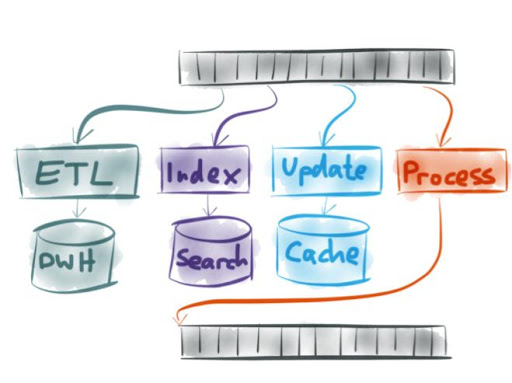 ETL Index Update Process
DWH Search Cache